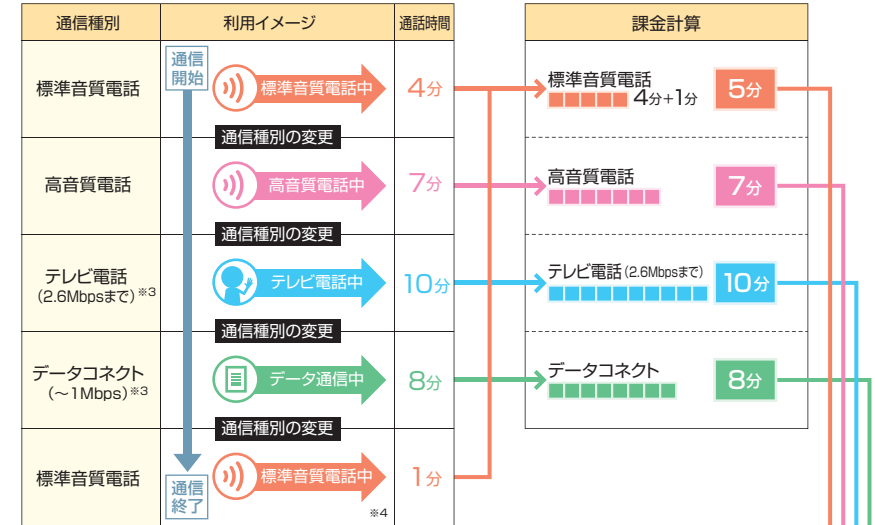 通信種別
利用イメージ
通話時間
課金計算
通信
開始
標準音質電話
標準音質電話中
4分
標準音質電話
4分+1分
5分
通信種別の変更
高音質電話
高音質電話中
7分
高音質電話
7分
通信種別の変更
テレビ電話
(2.6Mbpsまで)※3
テレビ電話中
10分
テレビ電話(2.6Mbpsまで)
10分
通信種別の変更
データコネクト
(~1Mbps)※3
データ通信中
8分
データコネクト
8分
通信種別の変更
標準音質電話
標準音質電話中
1分
通信
終了
※4